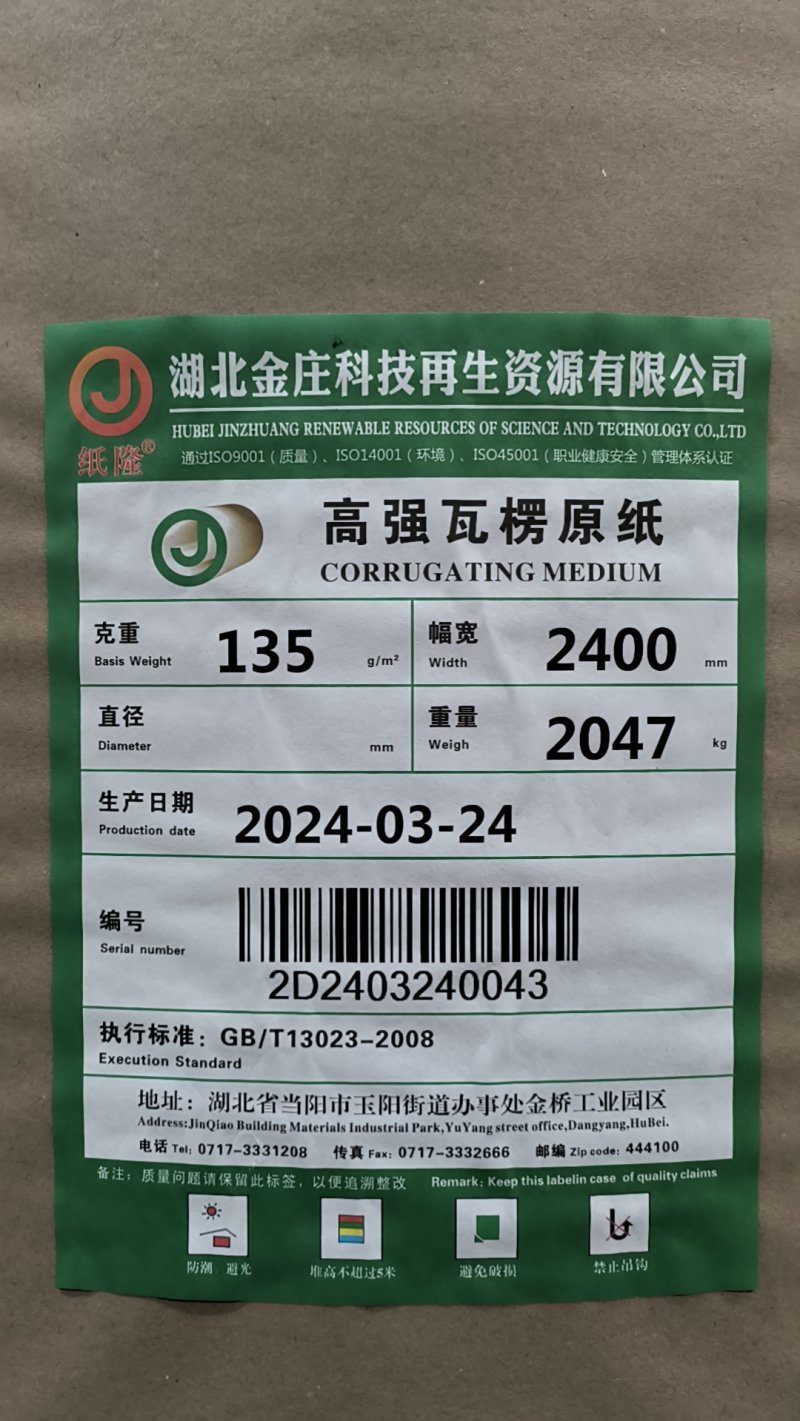 湖北金庄科技再生资源有限公司
HUBEI JINZHUANG RENEWABLE RESOURCES OF SCIENCE AND TECHNOLOGY CO.,LTD
纸隆®
通过ISO9001（质量）、ISO14001（环境）、ISO45001（职业健康安全）管理体系认证
高强瓦楞原纸
CORRUGATING MEDIUM
克重 Basis Weight 135 g/m²
幅宽 Width 2400 mm
直径 Diameter mm
重量 Weigh 2047 kg
生产日期 Production date 2024-03-24
编号 Serial number
2D2403240043
执行标准：GB/T13023-2008
Execution Standard
地址：湖北省当阳市玉阳街道办事处金桥工业园区
Address:JinQiao Building Materials Industrial Park,YuYang street office,Dangyang,HuBei.
电话 Tel: 0717-3331208 传真 Fax: 0717-3332666 邮编 Zip code: 444100
备注：质量问题请保留此标签，以便追溯整改 Remark: Keep this labelin case of quality claims
防潮、避光 堆高不超过5米 避免破损 禁止吊钩